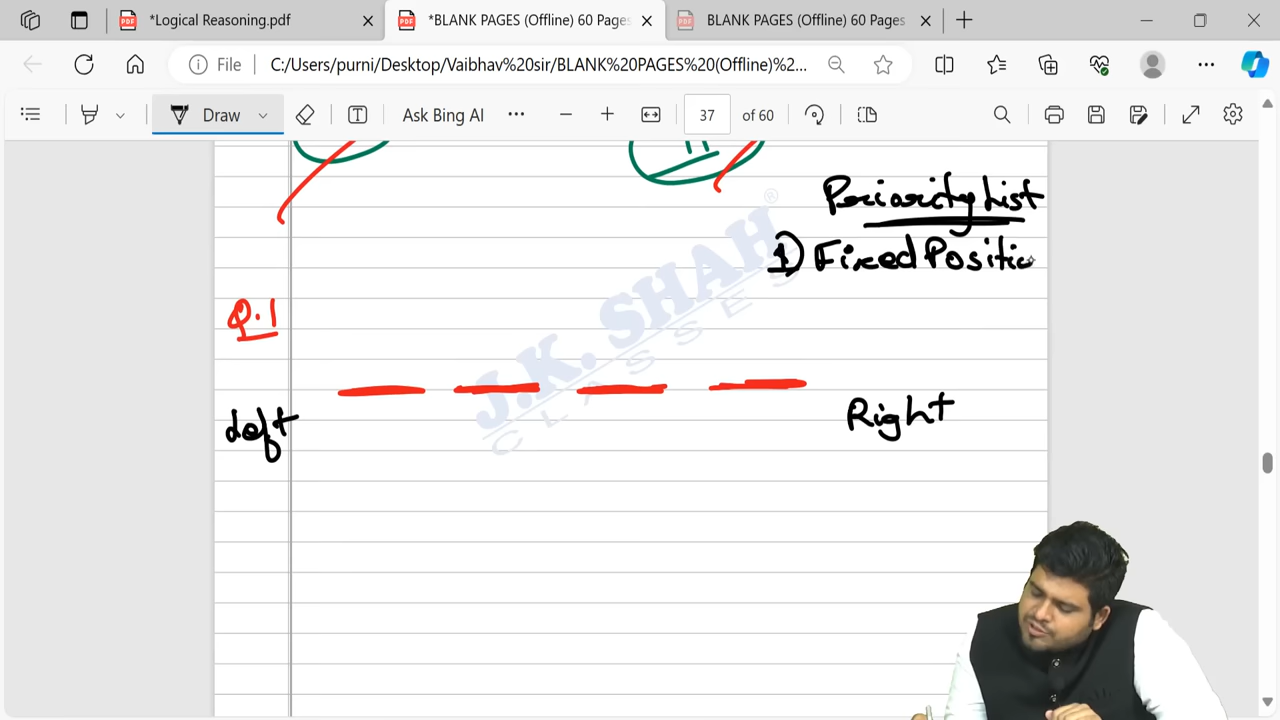 *Logical Reasoning.pdf
*BLANK PAGES (Offline) 60 Pages
BLANK PAGES (Offline) 60 Pages
File
C:/Users/purni/Desktop/Vaibhav%20sir/BLANK%20PAGES%20(Offline)%2...
Draw
Ask Bing AI
37 of 60
Periarity List
1) Fixed Positio
J.K. SHAH®
CLASSES
Q.1
Left
Right